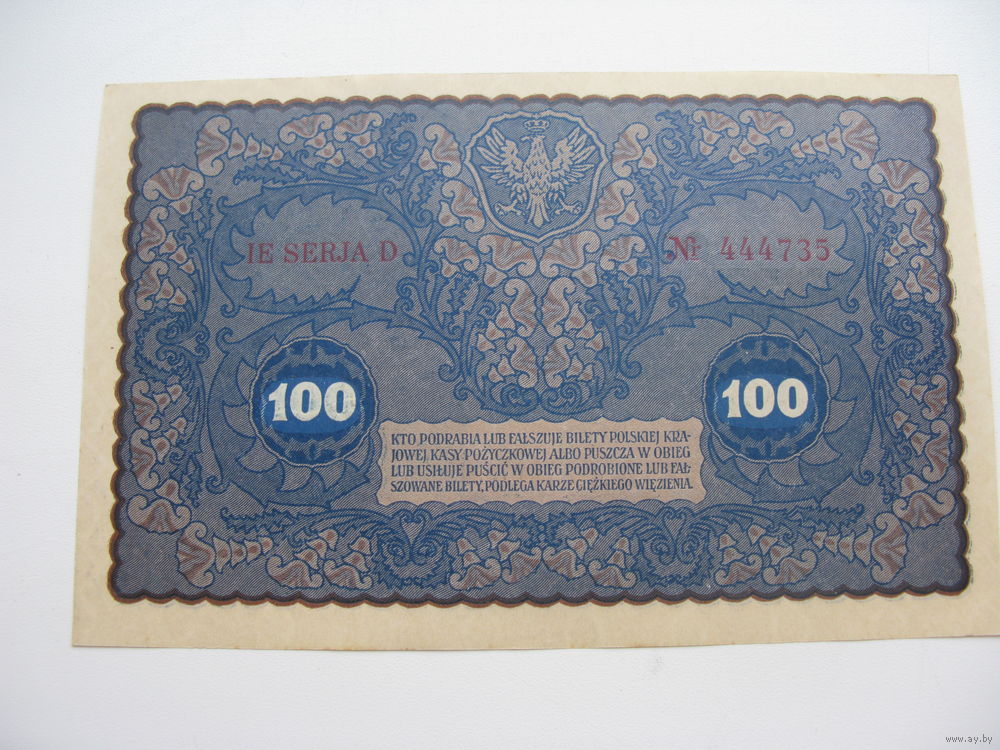 IE SERJA D
№ 444735
100
100
KTO PODRABIA LUB FAŁSZUJE BILETY POLSKIEJ KRA-
JOWEJ KASY POŻYCZKOWEJ ALBO PUSZCZA W OBIEG
LUB USIŁUJE PUŚCIĆ W OBIEG PODROBIONE LUB FAŁ-
SZOWANE BILETY, PODLEGA KARZE CIĘŻKIEGO WIĘZIENIA.
www.ay.by